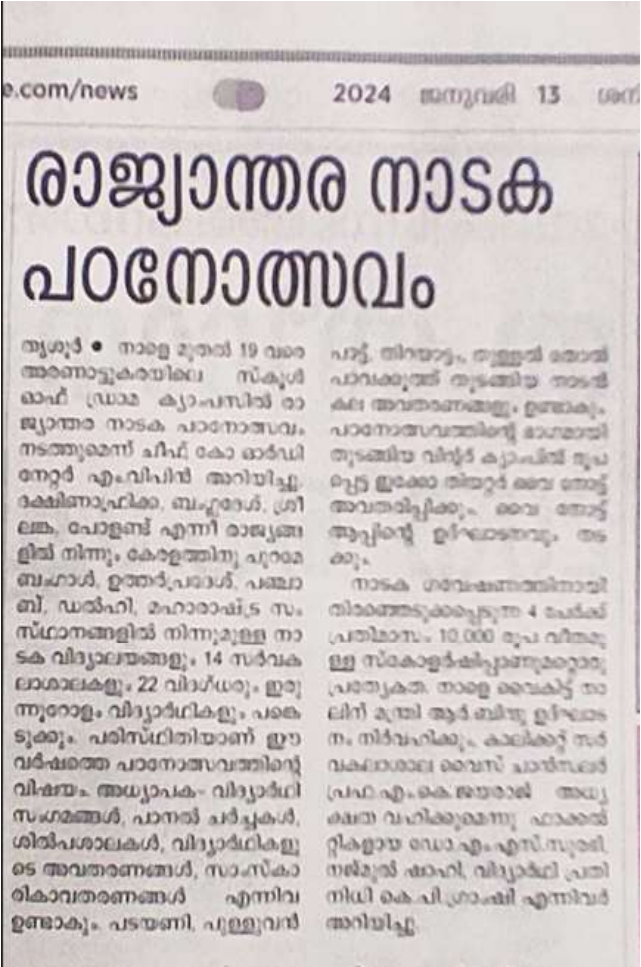 e.com/news
2024 ജനുവരി 13 ശനി
രാജ്യാന്തര നാടക
പഠനോത്സവം
തൃശൂർ ● നാളെ മുതൽ 19 വരെ
അരണാട്ടുകരയിലെ സ്കൂൾ
ഓഫ് ഡ്രാമ ക്യാംപസിൽ രാ
ജ്യാന്തര നാടക പഠനോത്സവം
നടത്തുമെന്ന് ചീഫ് കോ ഓർഡി
നേറ്റർ എം.വിപിൻ അറിയിച്ചു.
ദക്ഷിണാഫ്രിക്ക, ബംഗ്ലദേശ്, ശ്രീ
ലങ്ക, പോളണ്ട് എന്നീ രാജ്യങ്ങ
ളിൽ നിന്നും കേരളത്തിനു പുറമേ
ബംഗാൾ, ഉത്തർപ്രദേശ്, പഞ്ചാ
ബ്, ഡൽഹി, മഹാരാഷ്ട്ര സം
സ്ഥാനങ്ങളിൽ നിന്നുമുള്ള നാ
ടക വിദ്യാലയങ്ങളും 14 സർവക
ലാശാലകളും 22 വിദഗ്ധരും ഇരു
ന്നൂറോളം വിദ്യാർഥികളും പങ്കെ
ടുക്കും. പരിസ്ഥിതിയാണ് ഈ
വർഷത്തെ പഠനോത്സവത്തിന്റെ
വിഷയം. അധ്യാപക- വിദ്യാർഥി
സംഗമങ്ങൾ, പാനൽ ചർച്ചകൾ,
ശിൽപശാലകൾ, വിദ്യാർഥികളു
ടെ അവതരണങ്ങൾ, സാംസ്കാ
രികാവതരണങ്ങൾ എന്നിവ
ഉണ്ടാകും. പടയണി, പുള്ളുവൻ
പാട്ട്, തിറയാട്ടം, തുള്ളൽ തോൽ
പാവക്കൂത്ത് തുടങ്ങിയ നാടൻ
കല അവതരണങ്ങളും ഉണ്ടാകും.
പഠനോത്സവത്തിന്റെ ഭാഗമായി
തുടങ്ങിയ വിന്റർ ക്യാംപിൽ രൂപ
പ്പെട്ട ഇക്കോ തിയറ്റർ ബൈ നോട്ട്
അവതരിപ്പിക്കും. ബൈ നോട്ട്
ആപ്പിന്റെ ഉദ്ഘാടനവും നട
ക്കും.
നാടക ഗവേഷണത്തിനായി
തിരഞ്ഞെടുക്കപ്പെടുന്ന 4 പേർക്ക്
പ്രതിമാസം 10,000 രൂപ വീതമു
ള്ള സ്കോളർഷിപ്പാണു മറ്റൊരു
പ്രത്യേകത. നാളെ വൈകിട്ട് നാ
ലിന് മന്ത്രി ആർ.ബിന്ദു ഉദ്ഘാട
നം നിർവഹിക്കും. കാലിക്കറ്റ് സർ
വകലാശാല വൈസ് ചാൻസലർ
പ്രഫ.എം.കെ.ജയരാജ് അധ്യ
ക്ഷത വഹിക്കുമെന്നു ഫാക്കൽ
റ്റികളായ ഡോ.എം.എസ്.സുരഭി,
നജ്മുൽ ഷാഹി, വിദ്യാർഥി പ്രതി
നിധി കെ.പി. എന്നിവർ
അറിയിച്ചു.